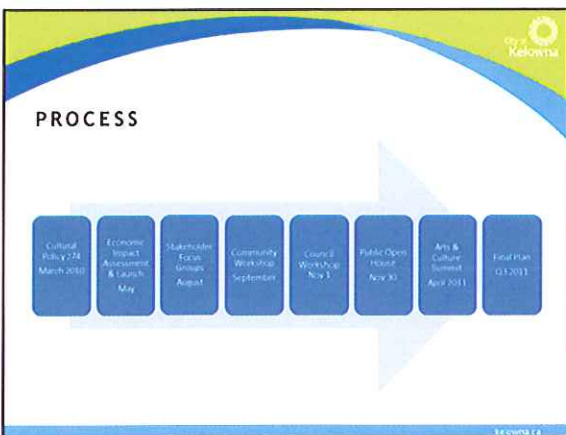 City of
Kelowna
PROCESS
Cultural
Policy 274
March 2010
Economic
Impact
Assessment
& Launch
May
Stakeholder
Focus
Groups
August
Community
Workshop
September
Council
Workshop
Nov 1
Public Open
House
Nov 30
Arts &
Culture
Summit
April 2011
Final Plan
Q3 2011
kelowna.ca